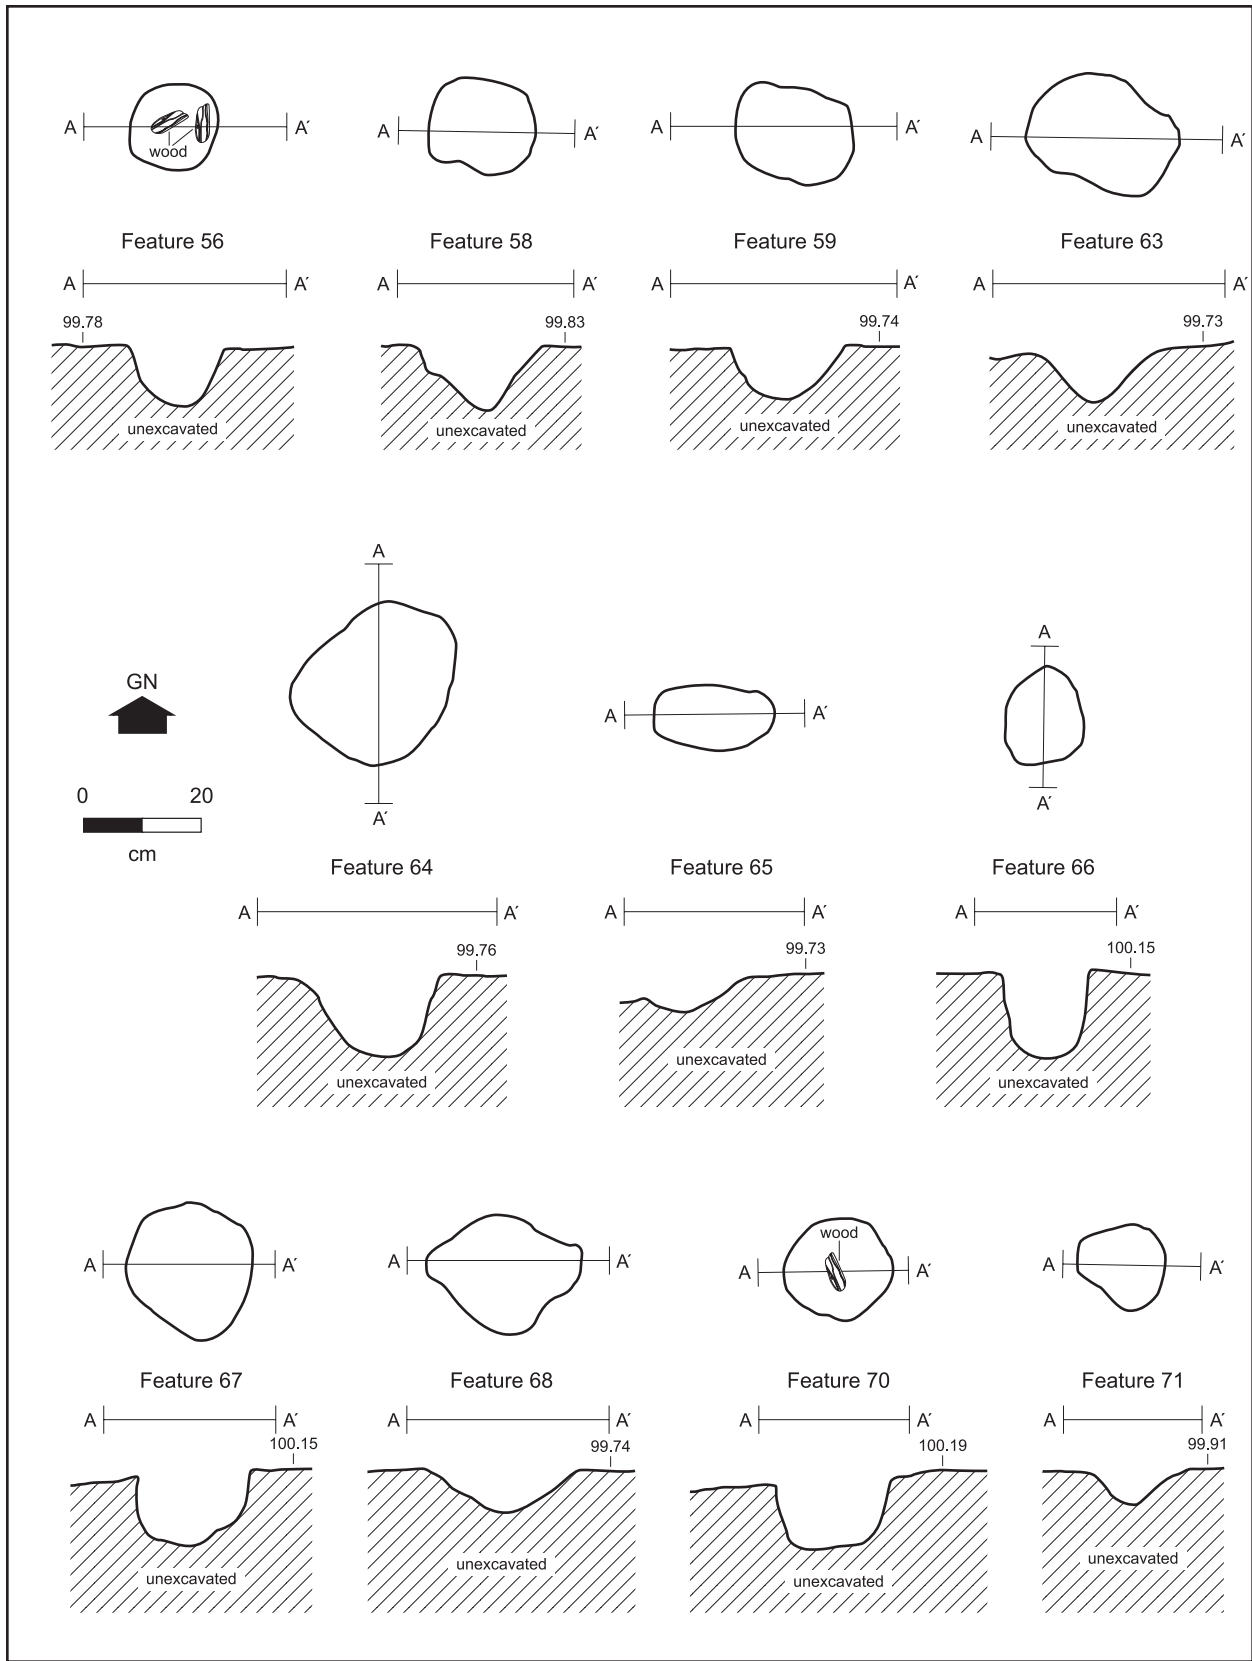 A A´ A A´ A A´ A A´
wood
Feature 56 Feature 58 Feature 59 Feature 63
A A´ A A´ A A´ A A´
99.78 99.83 99.74 99.73
unexcavated unexcavated unexcavated unexcavated
A
A
GN
A A´
0 20
A´
A´
cm
Feature 64 Feature 65 Feature 66
A A´ A A´ A A´
99.76 99.73 100.15
unexcavated unexcavated unexcavated
wood
A A´ A A´ A A´ A A´
Feature 67 Feature 68 Feature 70 Feature 71
A A´ A A´ A A´ A A´
100.15 99.74 100.19 99.91
unexcavated unexcavated unexcavated unexcavated